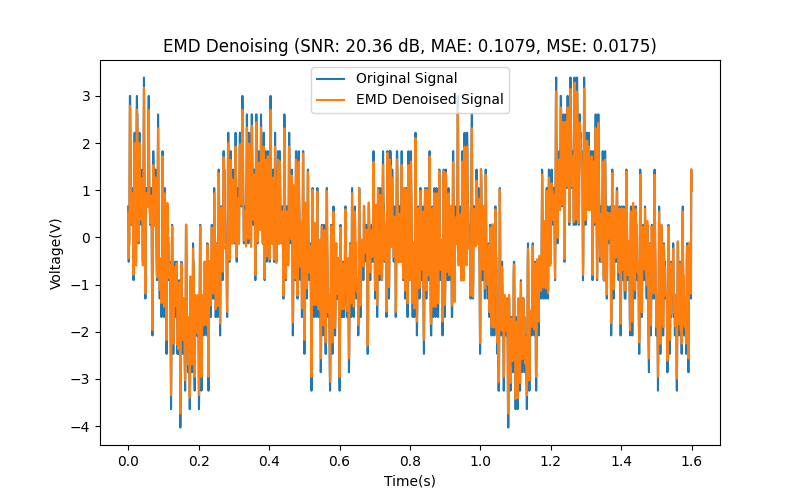 EMD Denoising (SNR: 20.36 dB, MAE: 0.1079, MSE: 0.0175)
Original Signal
EMD Denoised Signal
Voltage(V)
3
2
1
0
−1
−2
−3
−4
0.0 0.2 0.4 0.6 0.8 1.0 1.2 1.4 1.6
Time(s)